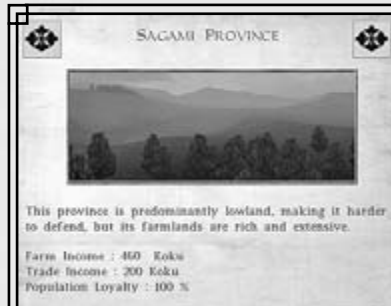 SAGAMI PROVINCE
This province is predominantly lowland, making it harder
to defend, but its farmlands are rich and extensive.
Farm Income : 460 Koku
Trade Income : 200 Koku
Population Loyalty : 100 %